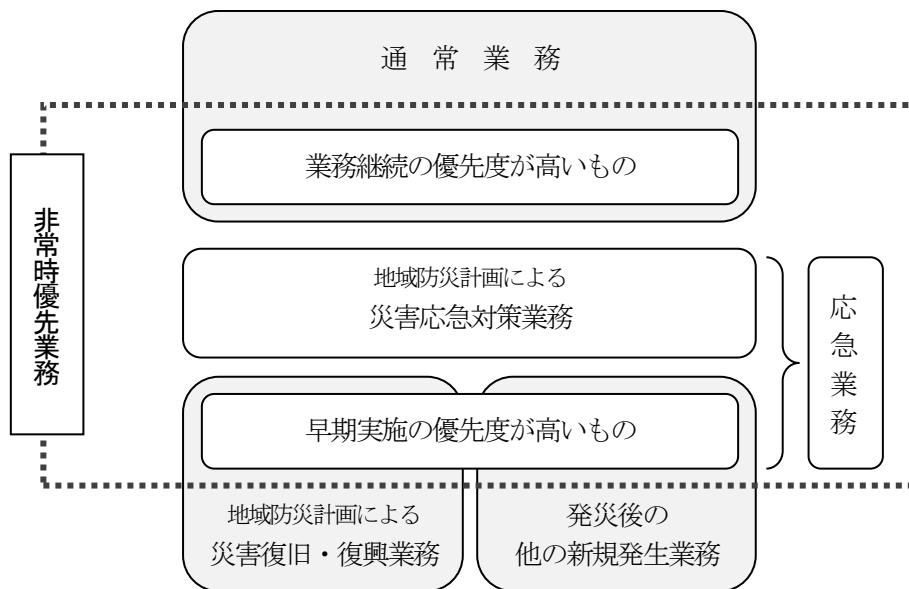 通常業務
業務継続の優先度が高いもの
非常時優先業務
地域防災計画による
災害応急対策業務
応急業務
早期実施の優先度が高いもの
地域防災計画による
災害復旧・復興業務
発災後の
他の新規発生業務